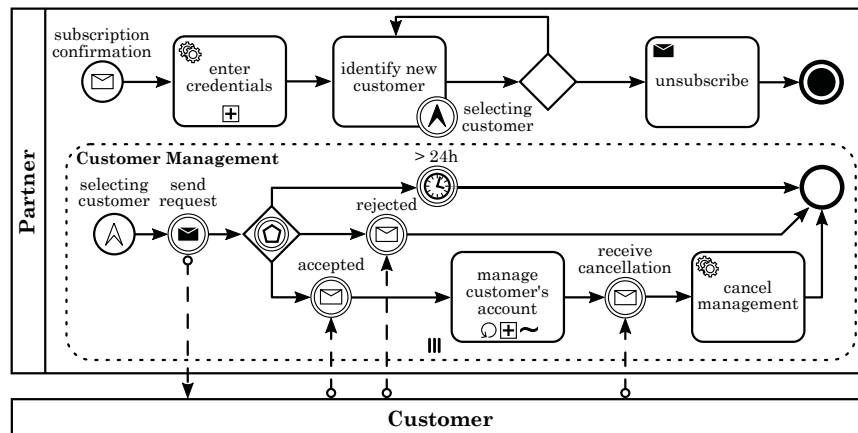 subscription
confirmation
enter
credentials
identify new
customer
selecting
customer
unsubscribe
Partner
Customer Management
selecting
customer
send
request
> 24h
rejected
accepted
manage
customer's
account
receive
cancellation
cancel
management
Customer